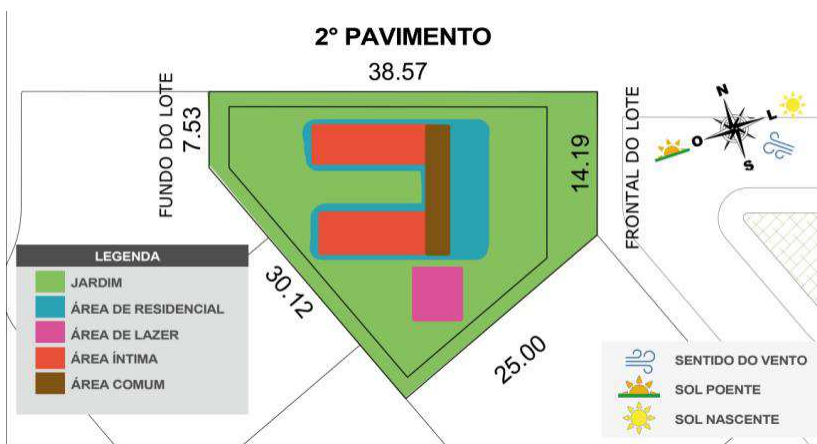 2° PAVIMENTO
38.57
FUNDO DO LOTE
7.53
14.19
FRONTAL DO LOTE
N
L
O
S
30.12
25.00
LEGENDA
JARDIM
ÁREA DE RESIDENCIAL
ÁREA DE LAZER
ÁREA ÍNTIMA
ÁREA COMUM
SENTIDO DO VENTO
SOL POENTE
SOL NASCENTE